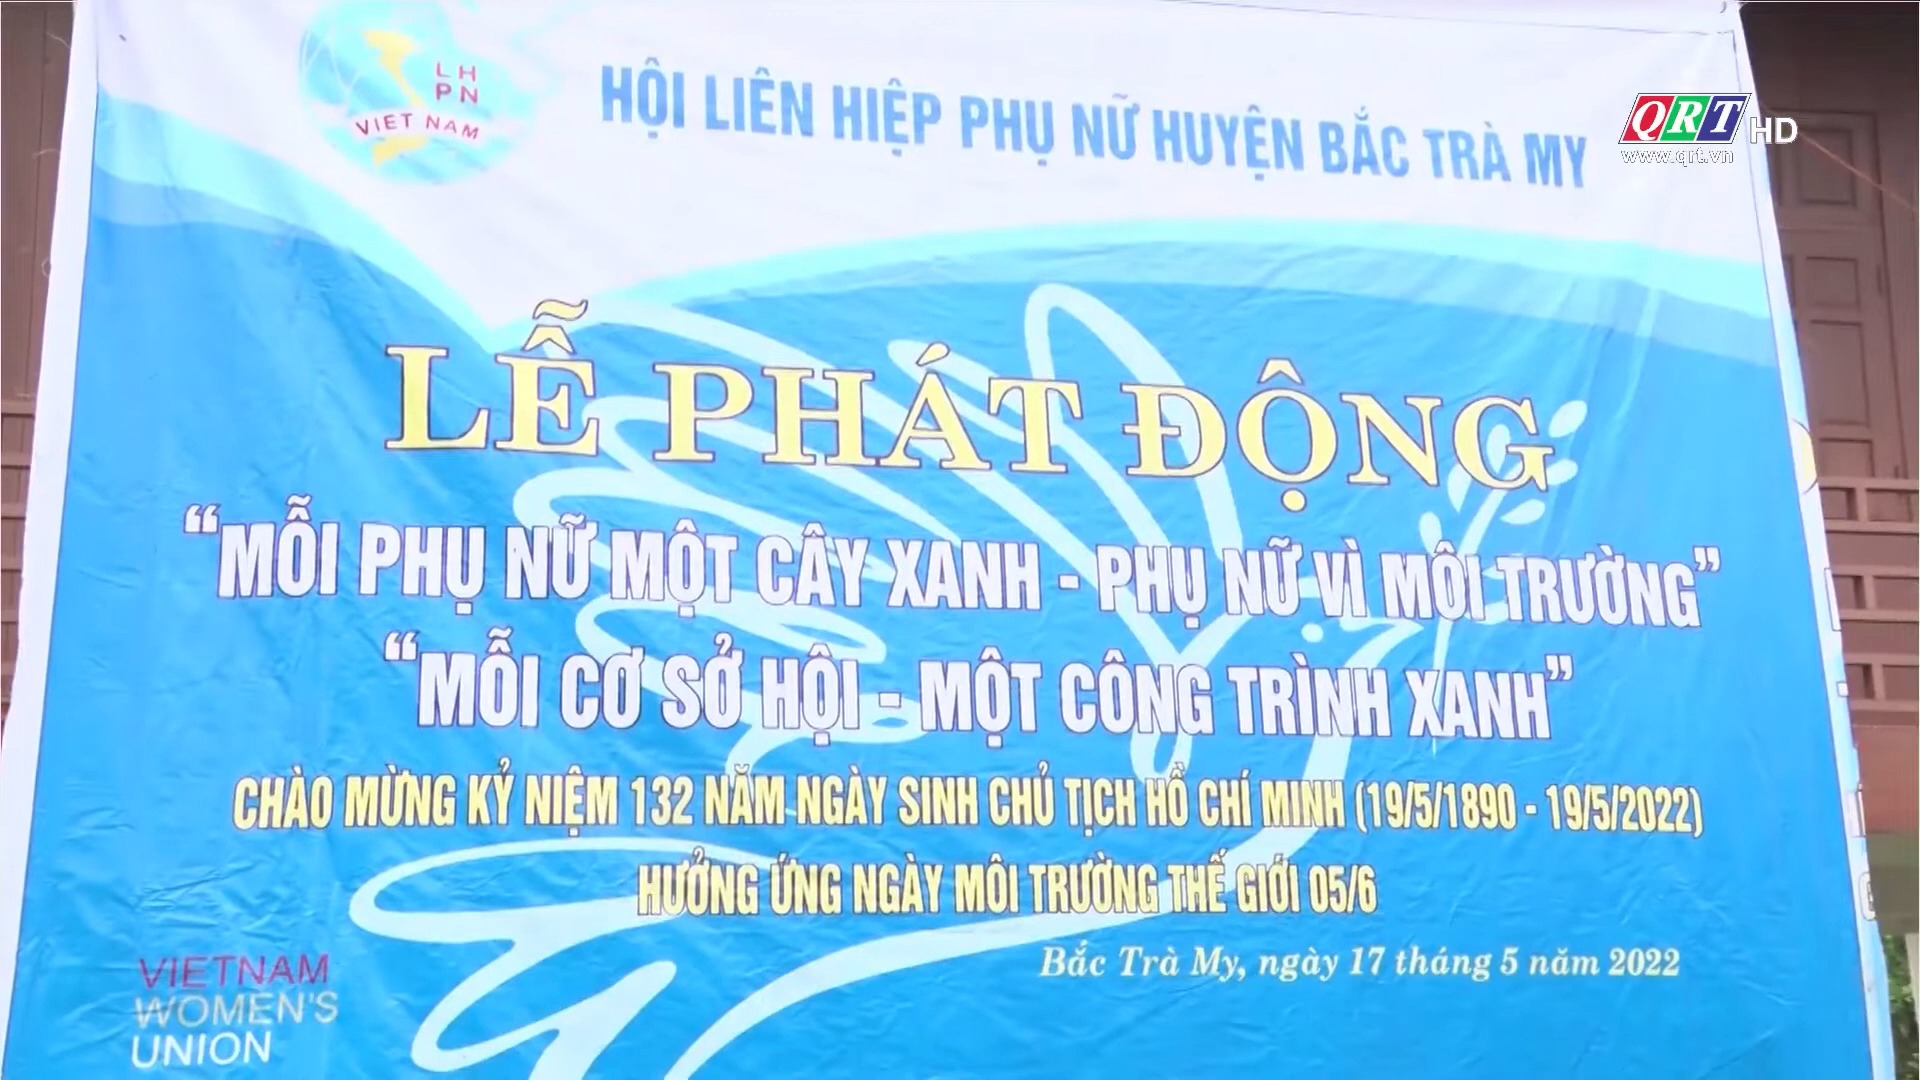 LH
PN
VIET NAM
HỘI LIÊN HIỆP PHỤ NỮ HUYỆN BẮC TRÀ MY
QRT HD
www.qrt.vn
LỄ PHÁT ĐỘNG
“MỖI PHỤ NỮ MỘT CÂY XANH - PHỤ NỮ VÌ MÔI TRƯỜNG”
“MỖI CƠ SỞ HỘI - MỘT CÔNG TRÌNH XANH”
CHÀO MỪNG KỶ NIỆM 132 NĂM NGÀY SINH CHỦ TỊCH HỒ CHÍ MINH (19/5/1890 - 19/5/2022)
HƯỞNG ỨNG NGÀY MÔI TRƯỜNG THẾ GIỚI 05/6
Bắc Trà My, ngày 17 tháng 5 năm 2022
VIETNAM
WOMEN'S
UNION